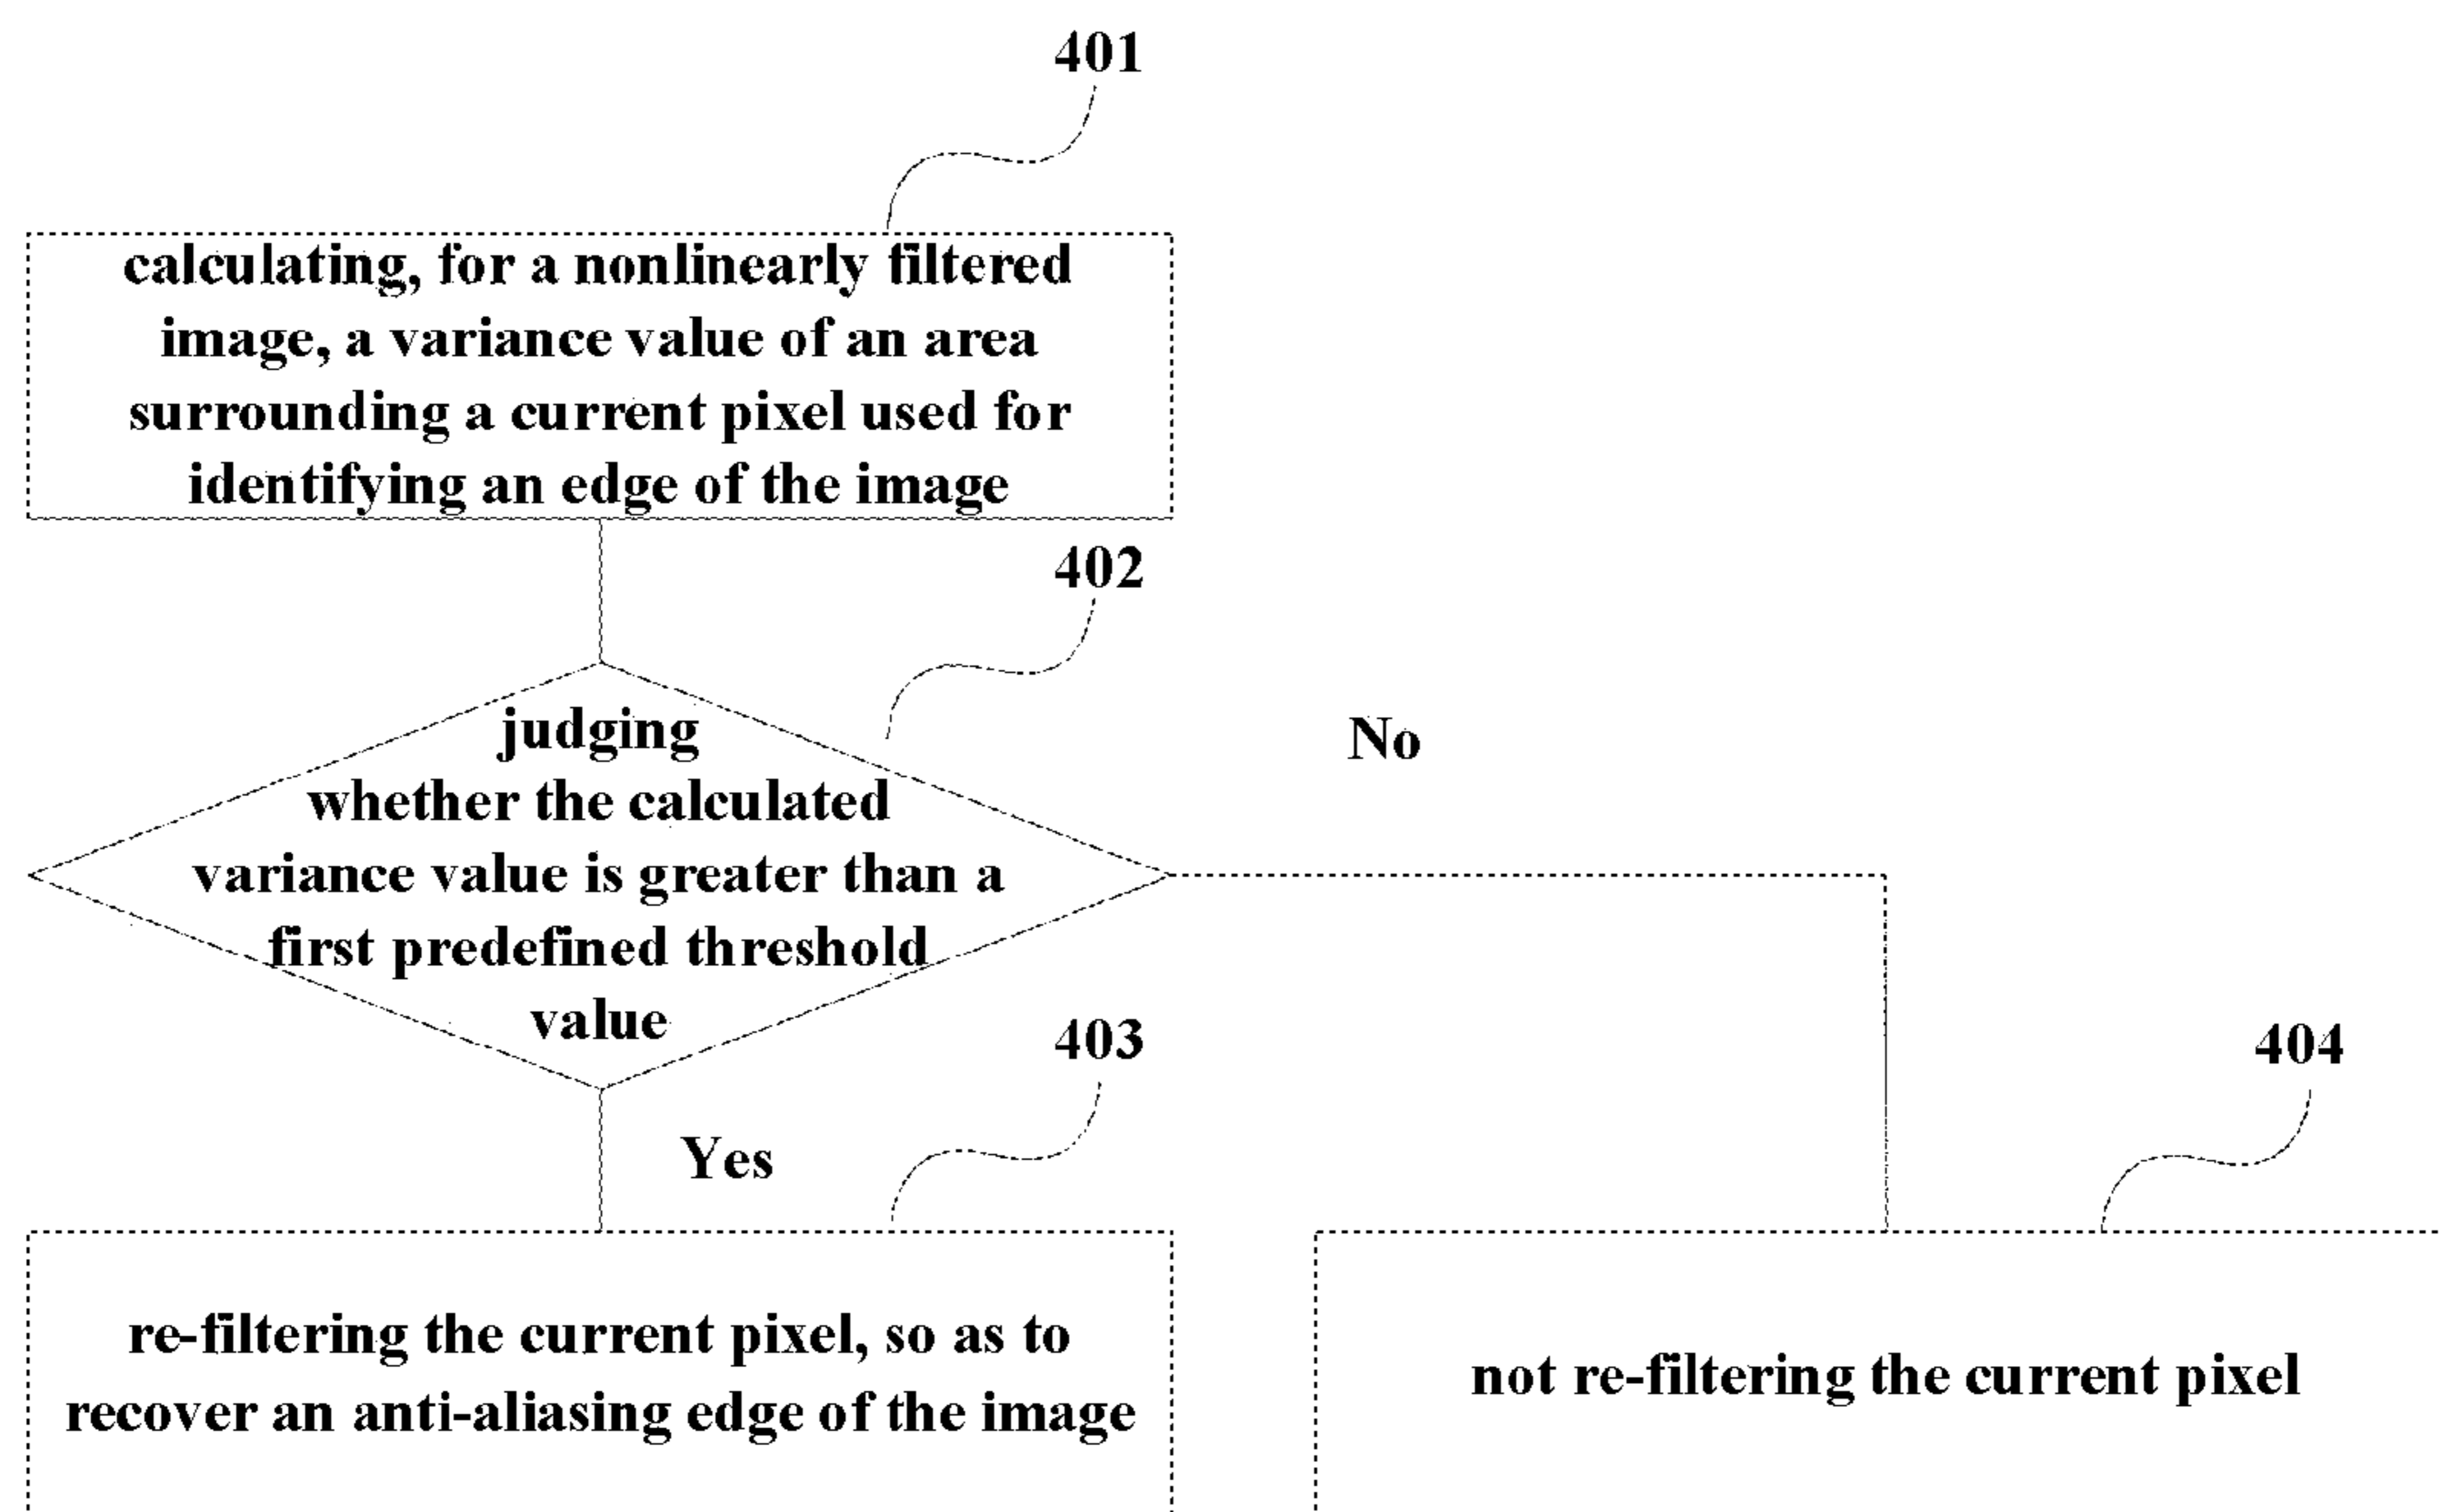 401
calculating, for a nonlinearly filtered
image, a variance value of an area
surrounding a current pixel used for
identifying an edge of the image
402
judging
whether the calculated
variance value is greater than a
first predefined threshold
value
No
403
404
Yes
re-filtering the current pixel, so as to
recover an anti-aliasing edge of the image
not re-filtering the current pixel